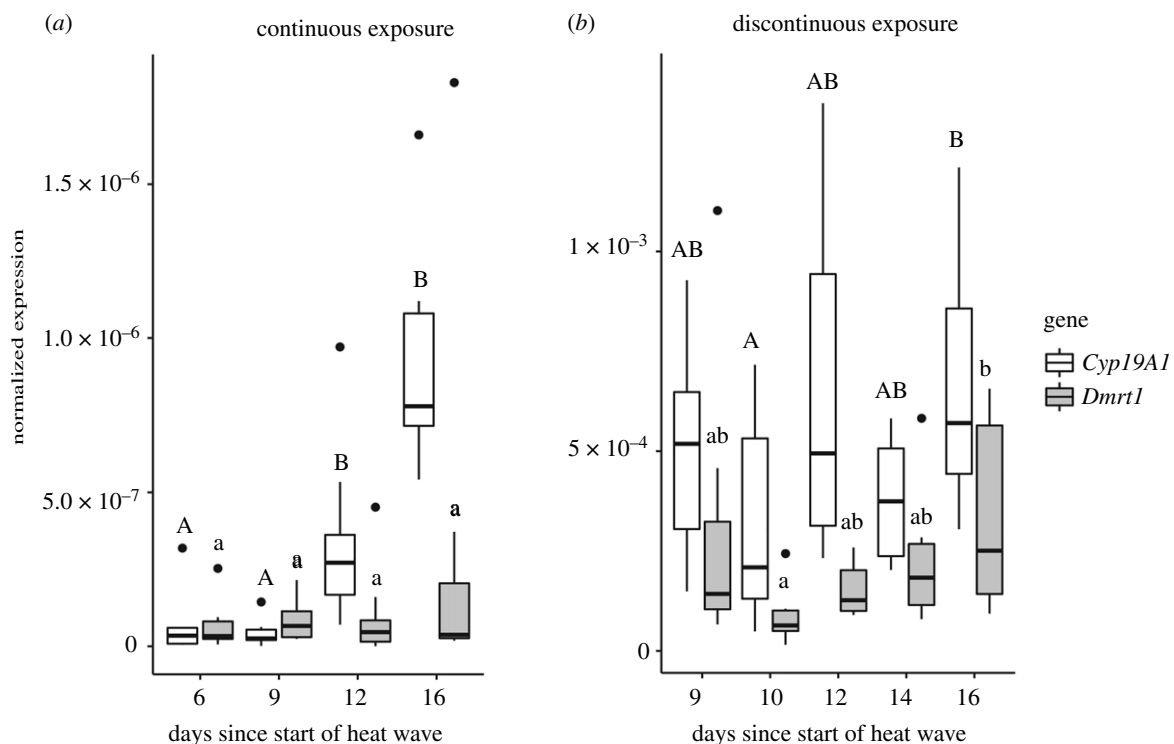 (a) continuous exposure
normalized expression
1.5 × 10⁻⁶
1.0 × 10⁻⁶
5.0 × 10⁻⁷
0
A
a
A
a
B
a
B
a
6 9 12 16
days since start of heat wave
(b) discontinuous exposure
1 × 10⁻³
5 × 10⁻⁴
0
AB
ab
A
a
AB
ab
AB
ab
B
b
9 10 12 14 16
days since start of heat wave
gene
Cyp19A1
Dmrt1